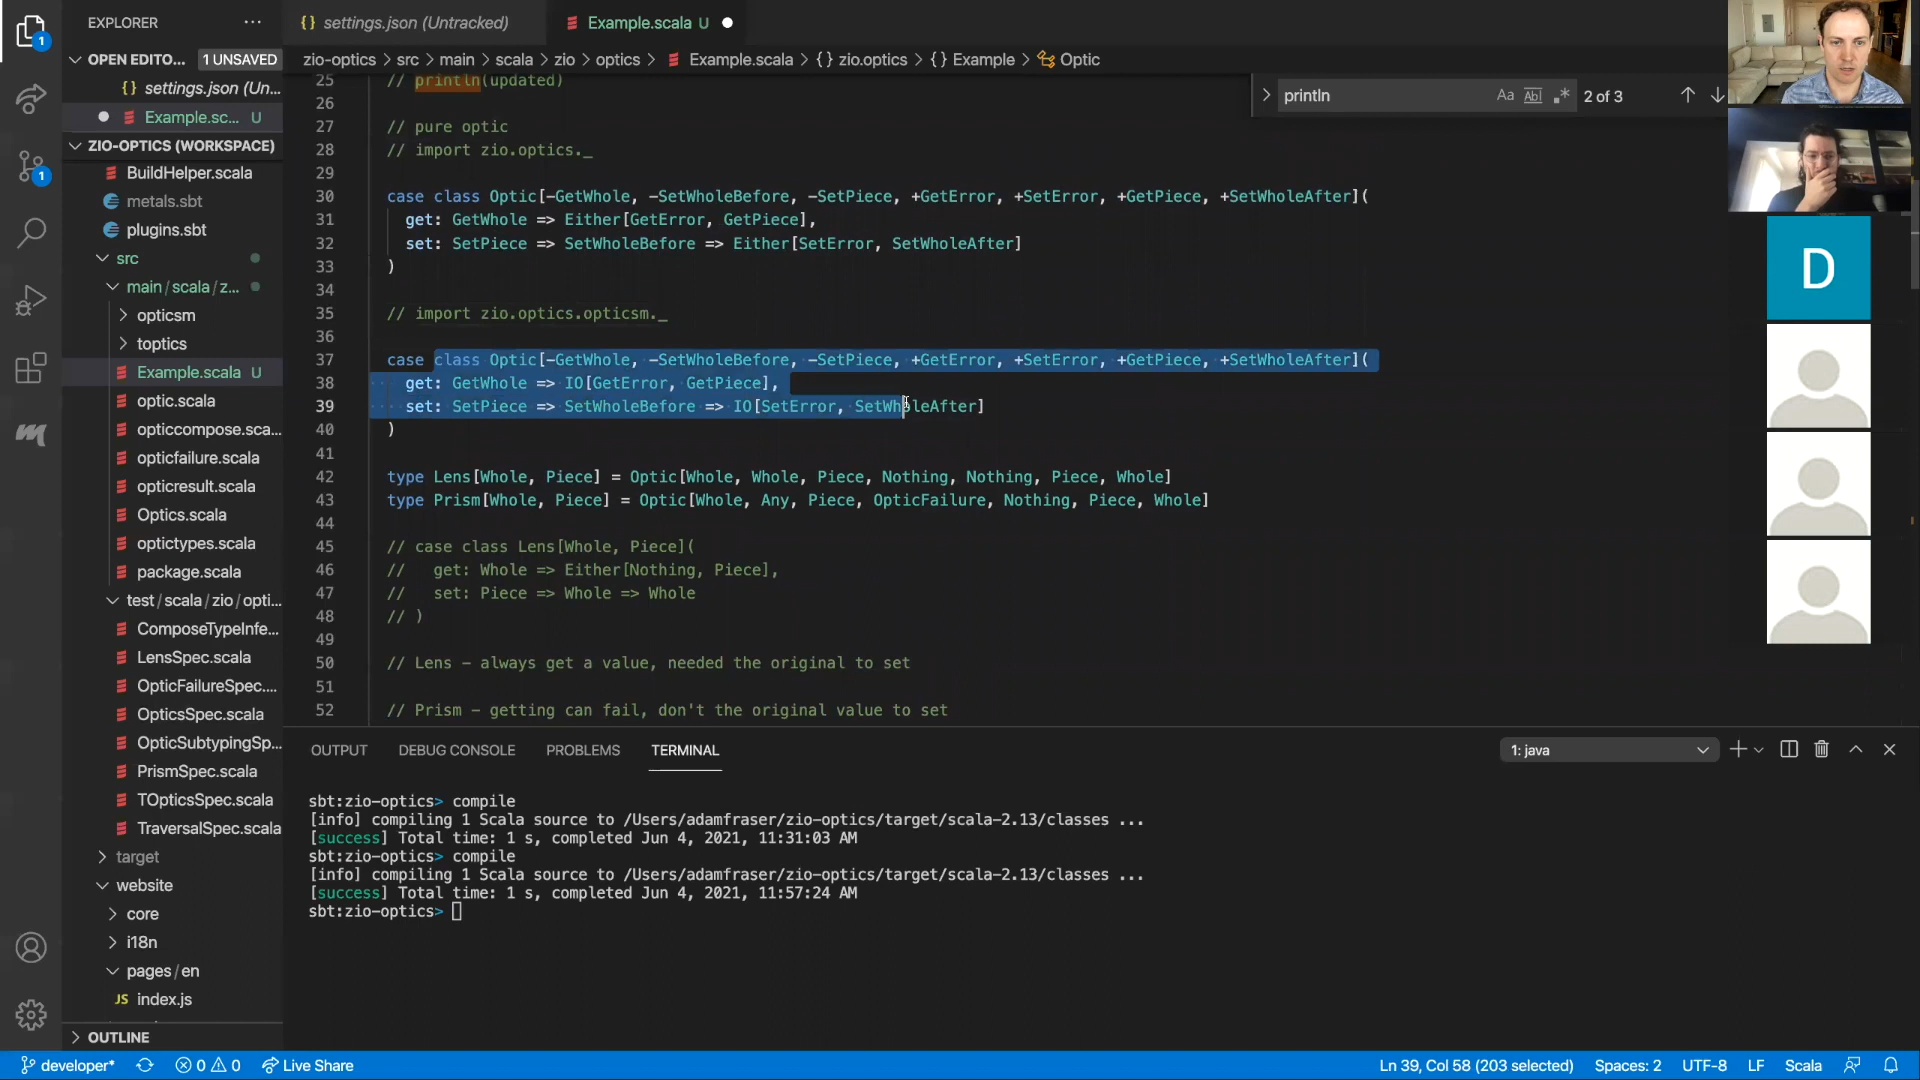 EXPLORER
settings.json (Untracked)
Example.scala U
OPEN EDITO... 1 UNSAVED
settings.json (Un...
Example.sc... U
ZIO-OPTICS (WORKSPACE)
BuildHelper.scala
metals.sbt
plugins.sbt
src
main/scala/z...
opticsm
toptics
Example.scala U
optic.scala
opticcompose.sca...
opticfailure.scala
opticresult.scala
Optics.scala
optictypes.scala
package.scala
test/scala/zio/opti...
ComposeTypeInfe...
LensSpec.scala
OpticFailureSpec....
OpticsSpec.scala
OpticSubtypingSp...
PrismSpec.scala
TOpticsSpec.scala
TraversalSpec.scala
target
website
core
i18n
pages/en
JS index.js
OUTLINE
zio-optics > src > main > scala > zio > optics > Example.scala > {} zio.optics > {} Example > Optic
println Aa Abl .* 2 of 3
25 // println(updated)
26
27 // pure optic
28 // import zio.optics._
29
30 case class Optic[-GetWhole, -SetWholeBefore, -SetPiece, +GetError, +SetError, +GetPiece, +SetWholeAfter](
31 get: GetWhole => Either[GetError, GetPiece],
32 set: SetPiece => SetWholeBefore => Either[SetError, SetWholeAfter]
33 )
34
35 // import zio.optics.opticsm._
36
37 case class Optic[-GetWhole, -SetWholeBefore, -SetPiece, +GetError, +SetError, +GetPiece, +SetWholeAfter](
38 get: GetWhole => IO[GetError, GetPiece],
39 set: SetPiece => SetWholeBefore => IO[SetError, SetWholeAfter]
40 )
41
42 type Lens[Whole, Piece] = Optic[Whole, Whole, Piece, Nothing, Nothing, Piece, Whole]
43 type Prism[Whole, Piece] = Optic[Whole, Any, Piece, OpticFailure, Nothing, Piece, Whole]
44
45 // case class Lens[Whole, Piece](
46 // get: Whole => Either[Nothing, Piece],
47 // set: Piece => Whole => Whole
48 // )
49
50 // Lens - always get a value, needed the original to set
51
52 // Prism - getting can fail, don't the original value to set
D
OUTPUT DEBUG CONSOLE PROBLEMS TERMINAL 1: java
sbt:zio-optics> compile
[info] compiling 1 Scala source to /Users/adamfraser/zio-optics/target/scala-2.13/classes ...
[success] Total time: 1 s, completed Jun 4, 2021, 11:31:03 AM
sbt:zio-optics> compile
[info] compiling 1 Scala source to /Users/adamfraser/zio-optics/target/scala-2.13/classes ...
[success] Total time: 1 s, completed Jun 4, 2021, 11:57:24 AM
sbt:zio-optics>
developer* 0 0 Live Share Ln 39, Col 58 (203 selected) Spaces: 2 UTF-8 LF Scala